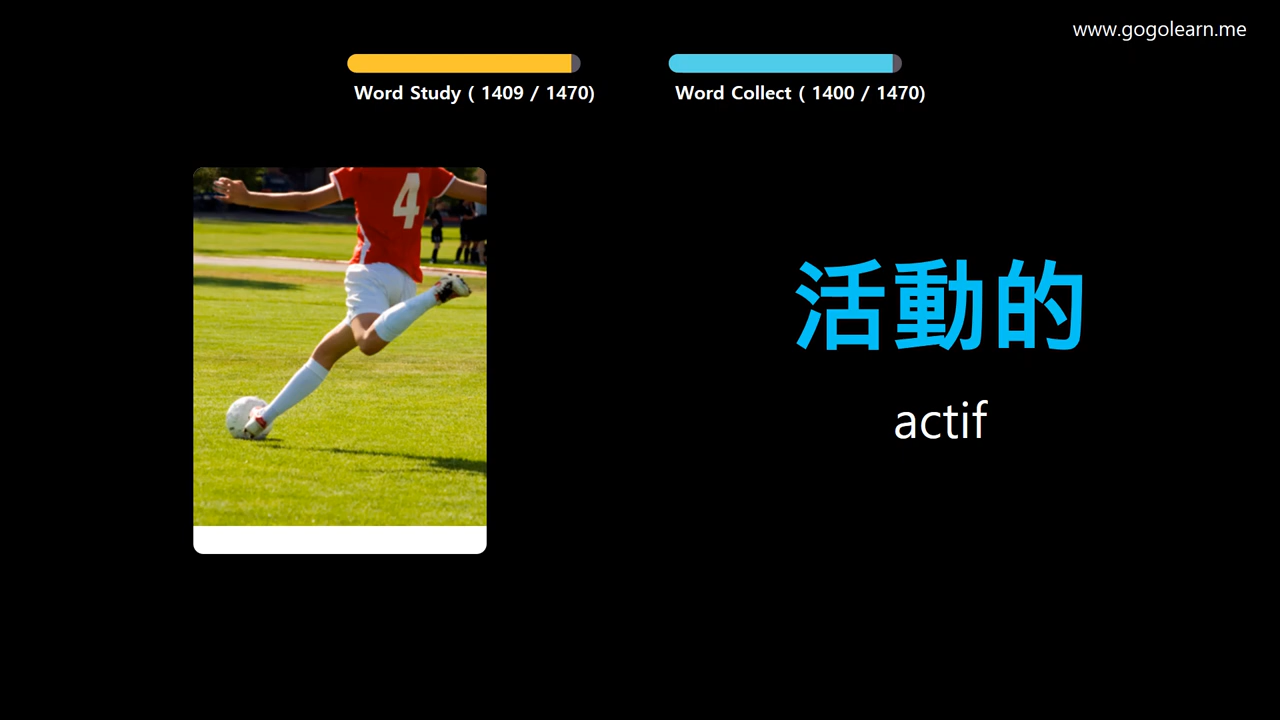 www.gogolearn.me
Word Study ( 1409 / 1470)
Word Collect ( 1400 / 1470)
4
活動的
actif